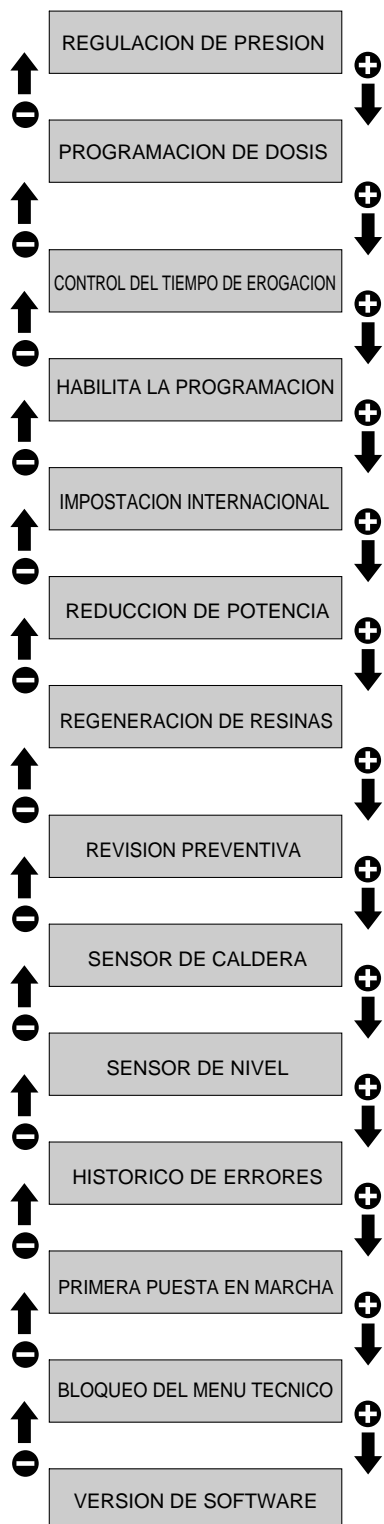 REGULACION DE PRESION
PROGRAMACION DE DOSIS
CONTROL DEL TIEMPO DE EROGACION
HABILITA LA PROGRAMACION
IMPOSTACION INTERNACIONAL
REDUCCION DE POTENCIA
REGENERACION DE RESINAS
REVISION PREVENTIVA
SENSOR DE CALDERA
SENSOR DE NIVEL
HISTORICO DE ERRORES
PRIMERA PUESTA EN MARCHA
BLOQUEO DEL MENU TECNICO
VERSION DE SOFTWARE